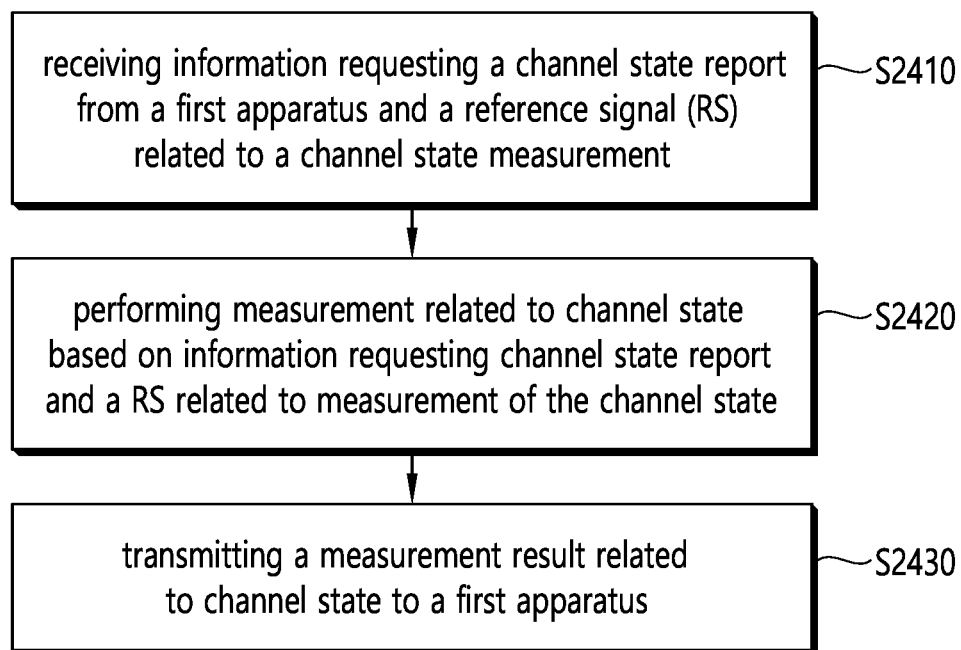 receiving information requesting a channel state report
from a first apparatus and a reference signal (RS)
related to a channel state measurement
S2410
performing measurement related to channel state
based on information requesting channel state report
and a RS related to measurement of the channel state
S2420
transmitting a measurement result related
to channel state to a first apparatus
S2430